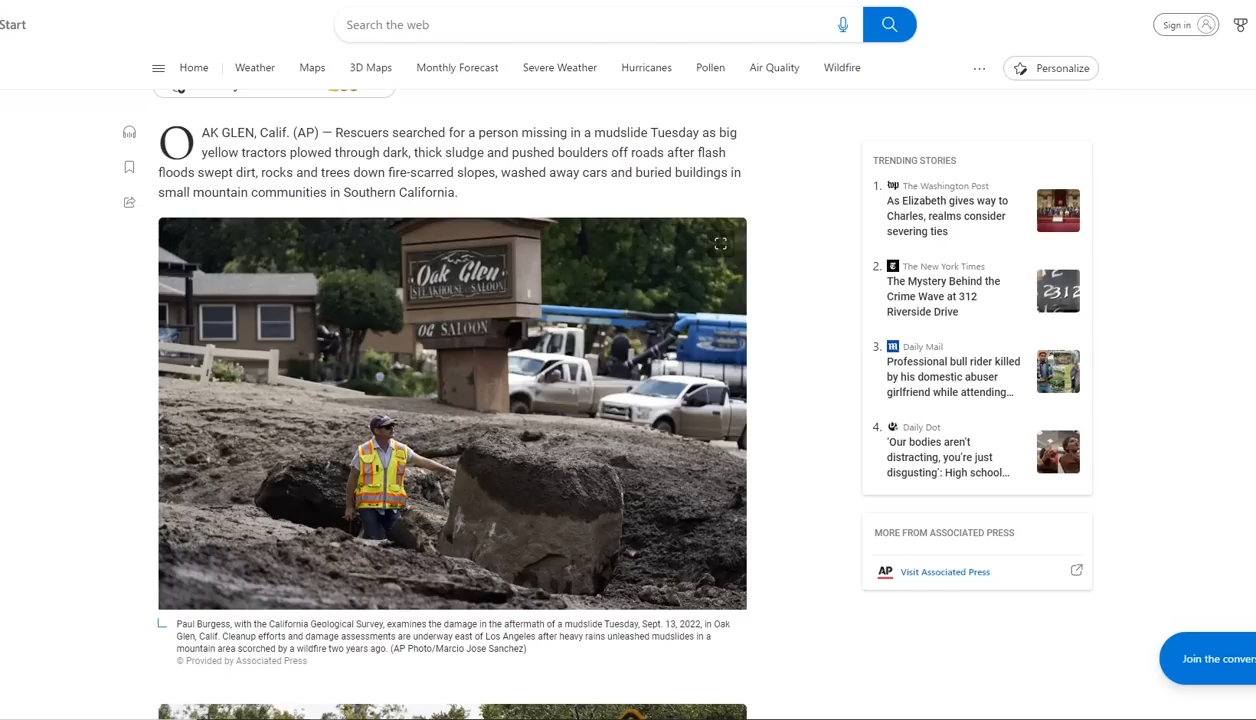 Start
Search the web
Sign in
Home
Weather
Maps
3D Maps
Monthly Forecast
Severe Weather
Hurricanes
Pollen
Air Quality
Wildfire
...
Personalize
OAK GLEN, Calif. (AP) — Rescuers searched for a person missing in a mudslide Tuesday as big
yellow tractors plowed through dark, thick sludge and pushed boulders off roads after flash
floods swept dirt, rocks and trees down fire-scarred slopes, washed away cars and buried buildings in
small mountain communities in Southern California.
Oak Glen
STEAKHOUSE & SALOON
OG SALOON
Paul Burgess, with the California Geological Survey, examines the damage in the aftermath of a mudslide Tuesday, Sept. 13, 2022, in Oak
Glen, Calif. Cleanup efforts and damage assessments are underway east of Los Angeles after heavy rains unleashed mudslides in a
mountain area scorched by a wildfire two years ago. (AP Photo/Marcio Jose Sanchez)
© Provided by Associated Press
TRENDING STORIES
1. wp The Washington Post
As Elizabeth gives way to
Charles, realms consider
severing ties
2. The New York Times
The Mystery Behind the
Crime Wave at 312
Riverside Drive
2312
3. Daily Mail
Professional bull rider killed
by his domestic abuser
girlfriend while attending...
4. Daily Dot
'Our bodies aren't
distracting, you're just
disgusting': High school...
MORE FROM ASSOCIATED PRESS
AP Visit Associated Press
Join the conver